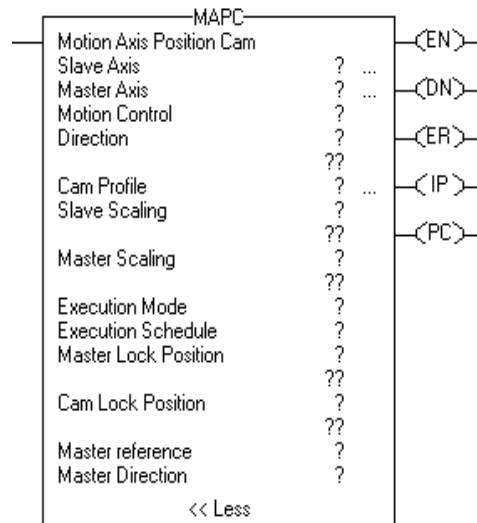 MAPC
Motion Axis Position Cam (EN)
Slave Axis ? ...
Master Axis ? ... (DN)
Motion Control ?
Direction ? (ER)
??
Cam Profile ? ... (IP)
Slave Scaling ?
?? (PC)
Master Scaling ?
??
Execution Mode ?
Execution Schedule ?
Master Lock Position ?
??
Cam Lock Position ?
??
Master reference ?
Master Direction ?
<< Less